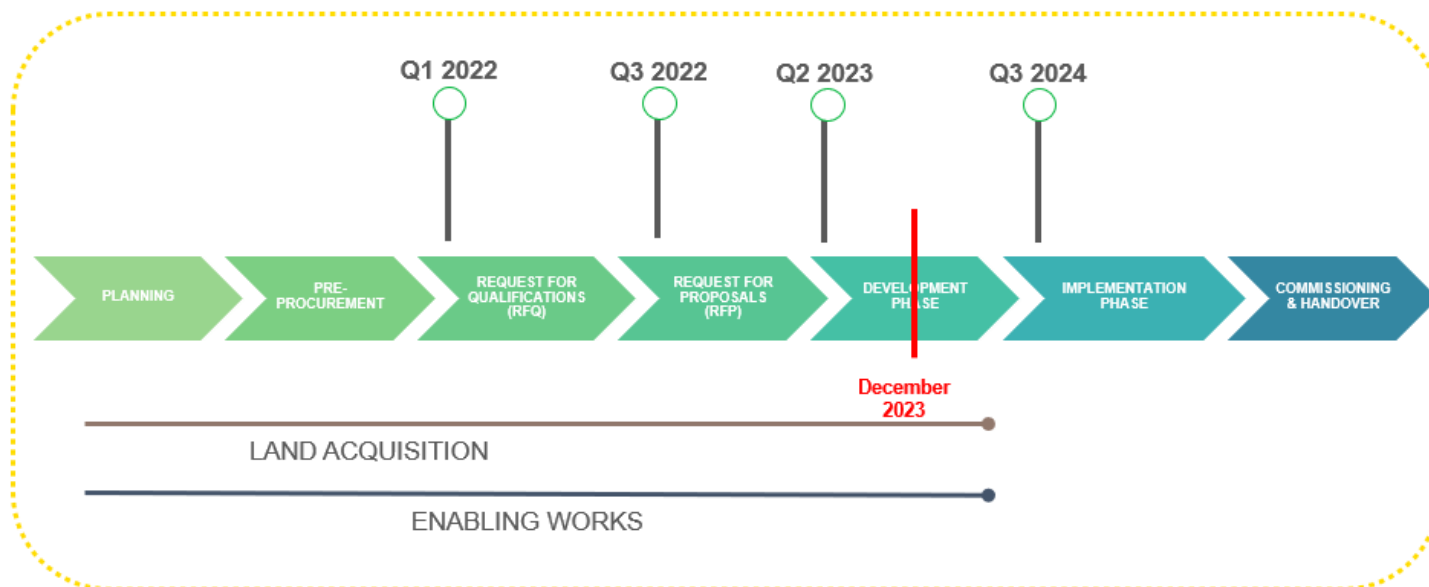 Q1 2022
Q3 2022
Q2 2023
Q3 2024
PLANNING
PRE-
PROCUREMENT
REQUEST FOR
QUALIFICATIONS
(RFQ)
REQUEST FOR
PROPOSALS
(RFP)
DEVELOPMENT
PHASE
IMPLEMENTATION
PHASE
COMMISSIONING
& HANDOVER
December
2023
LAND ACQUISITION
ENABLING WORKS